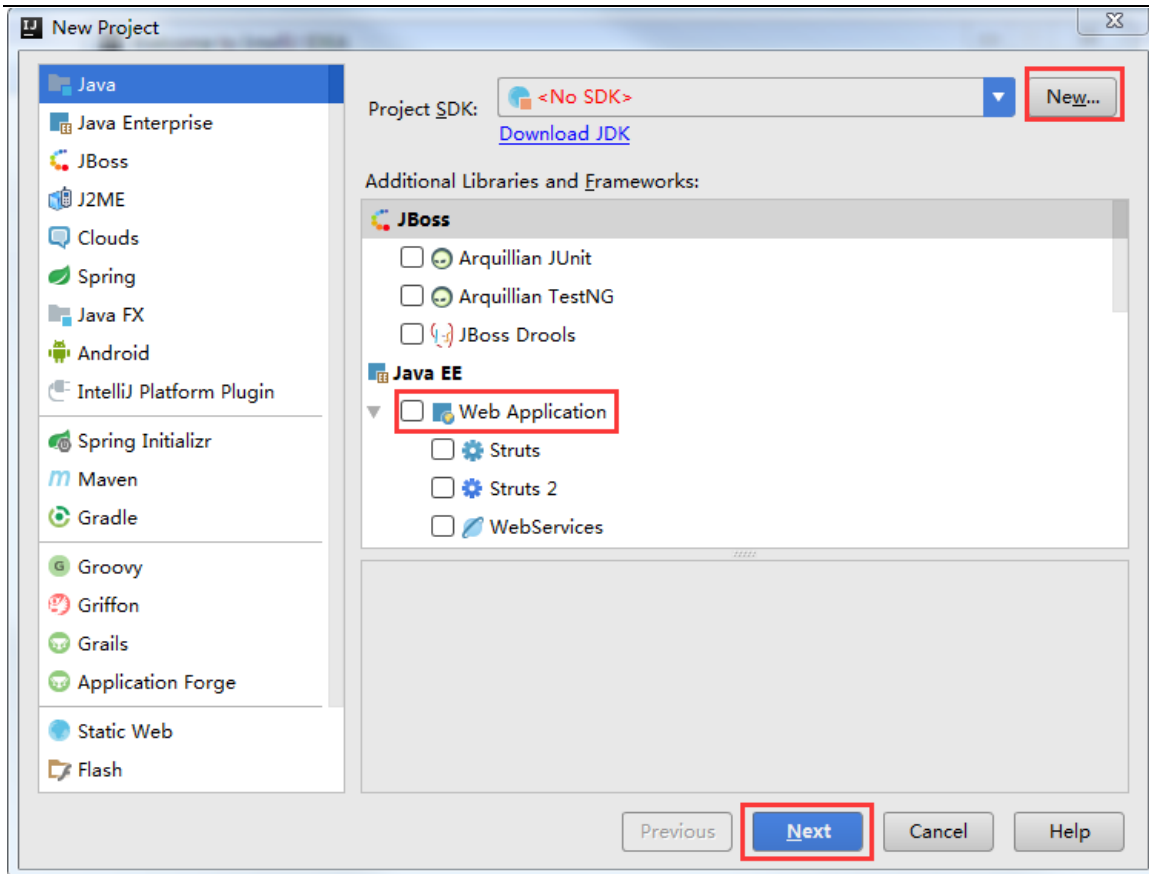 New Project
Java
Java Enterprise
JBoss
J2ME
Clouds
Spring
Java FX
Android
IntelliJ Platform Plugin
Spring Initializr
Maven
Gradle
Groovy
Griffon
Grails
Application Forge
Static Web
Flash
Project SDK: <No SDK> New...
Download JDK
Additional Libraries and Frameworks:
JBoss
Arquillian JUnit
Arquillian TestNG
JBoss Drools
Java EE
Web Application
Struts
Struts 2
WebServices
Previous Next Cancel Help